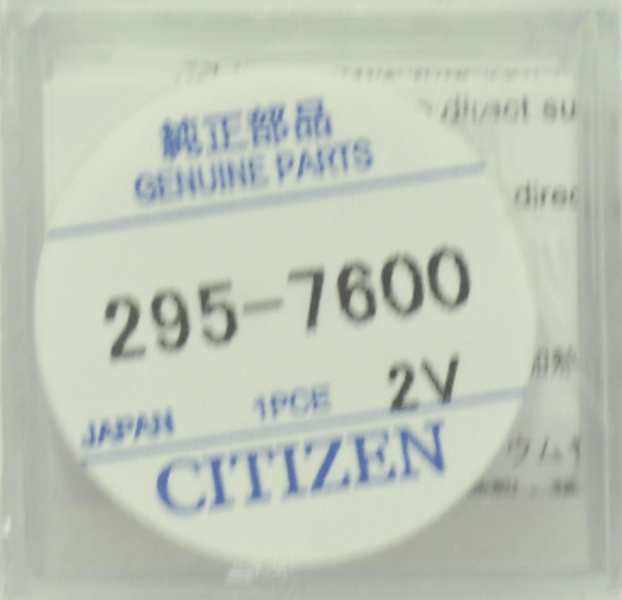 純正部品
GENUINE PARTS
295-7600
2V
JAPAN 1PCE
CITIZEN
direct su
direc